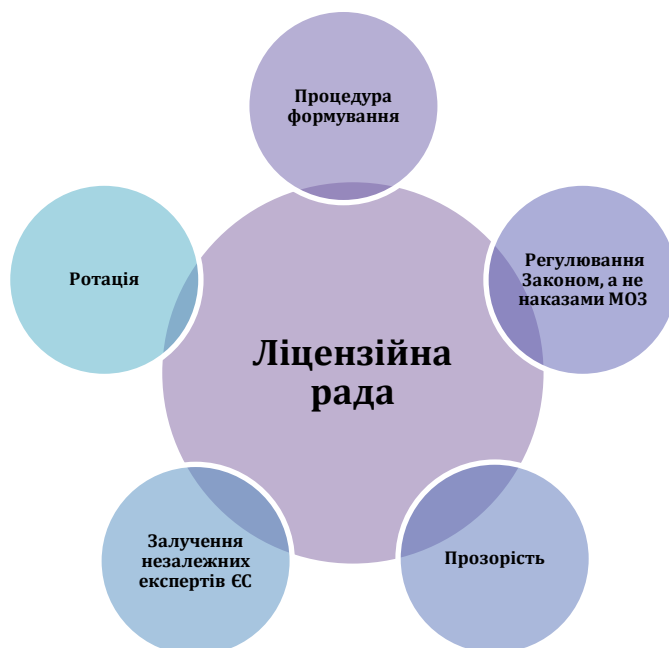 Процедура
формування
Регулювання
Законом, а не
наказами МОЗ
Ротація
Ліцензійна
рада
Залучення
незалежних
експертів ЄС
Прозорість